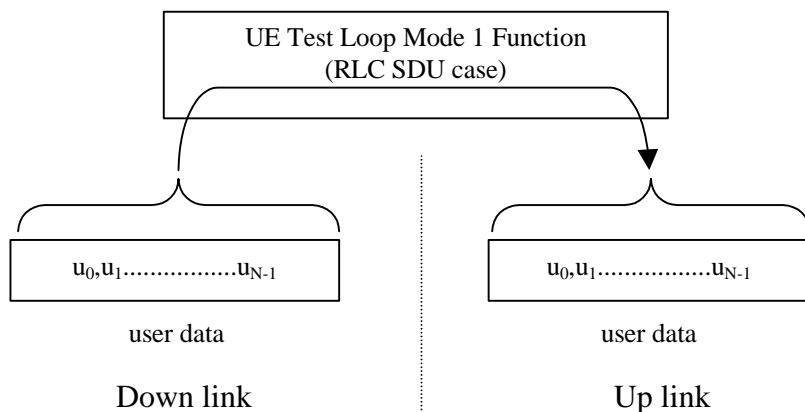 UE Test Loop Mode 1 Function
(RLC SDU case)
u0,u1..................uN-1
u0,u1..................uN-1
user data
user data
Down link
Up link